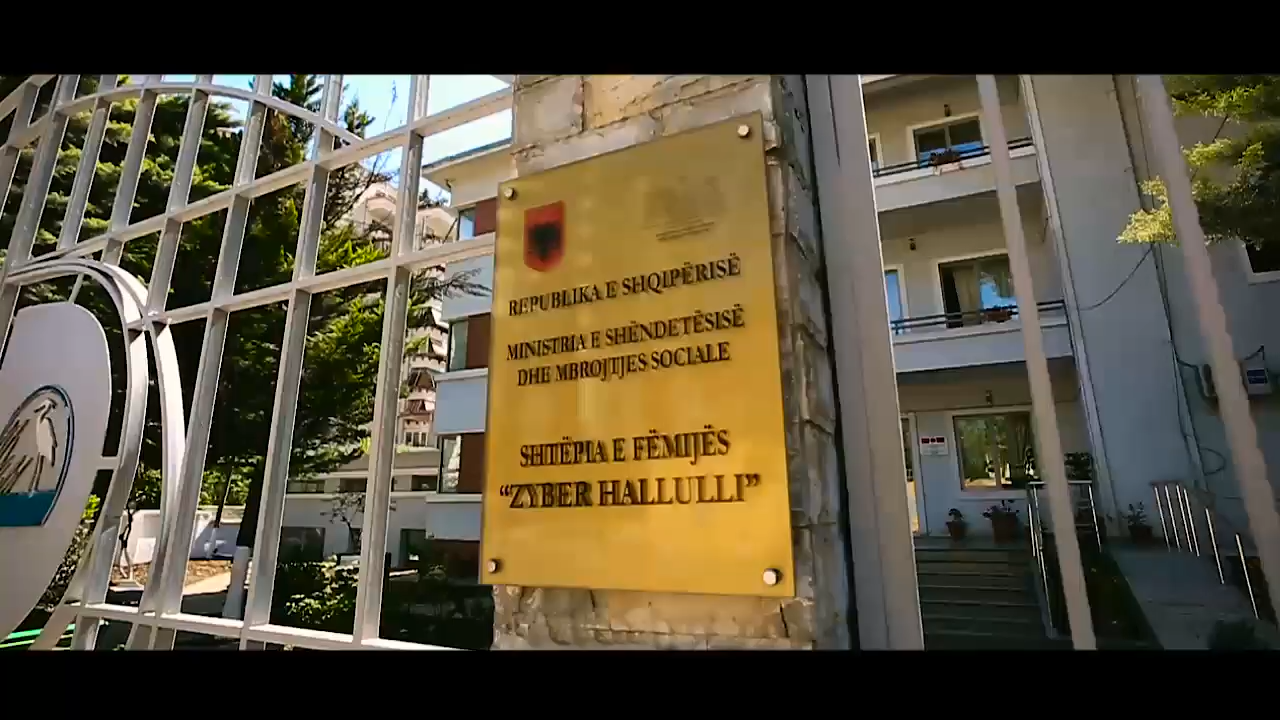 REPUBLIKA E SHQIPËRISË
MINISTRIA E SHËNDETËSISË
DHE MBROJTJES SOCIALE
SHTËPIA E FËMIJËS
“ZYBER HALLULLI”